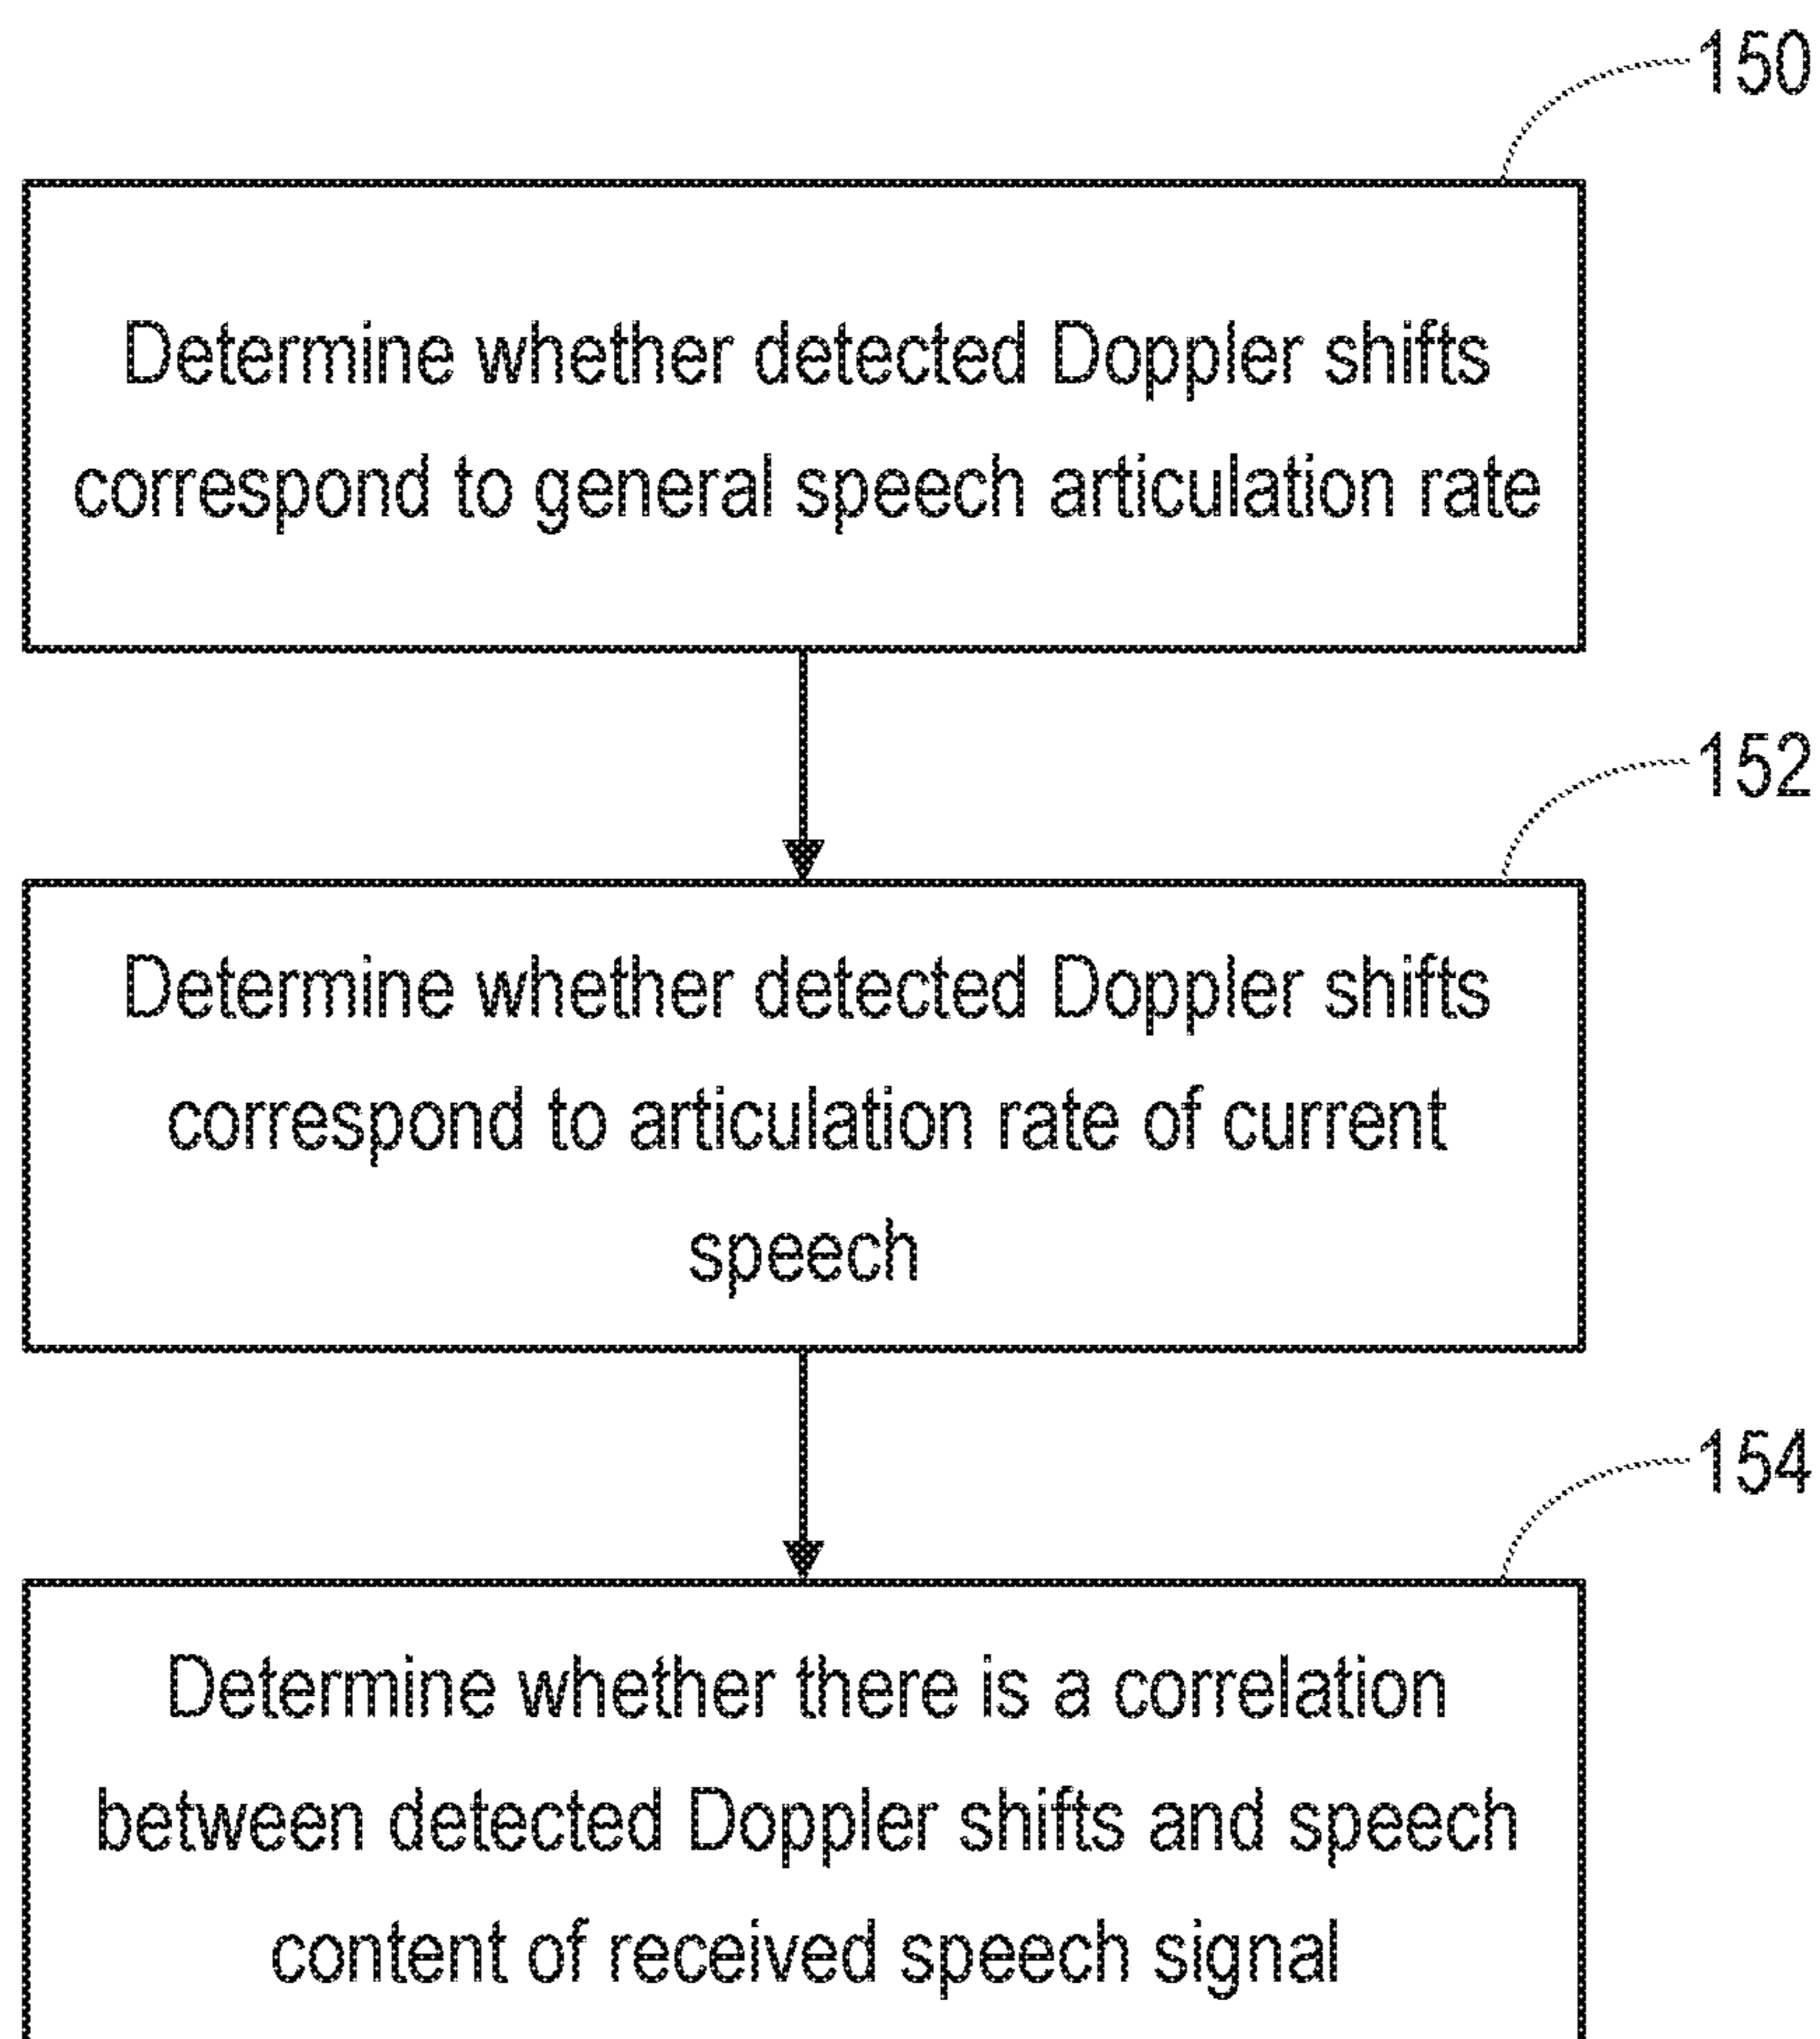 150
Determine whether detected Doppler shifts
correspond to general speech articulation rate
152
Determine whether detected Doppler shifts
correspond to articulation rate of current
speech
154
Determine whether there is a correlation
between detected Doppler shifts and speech
content of received speech signal